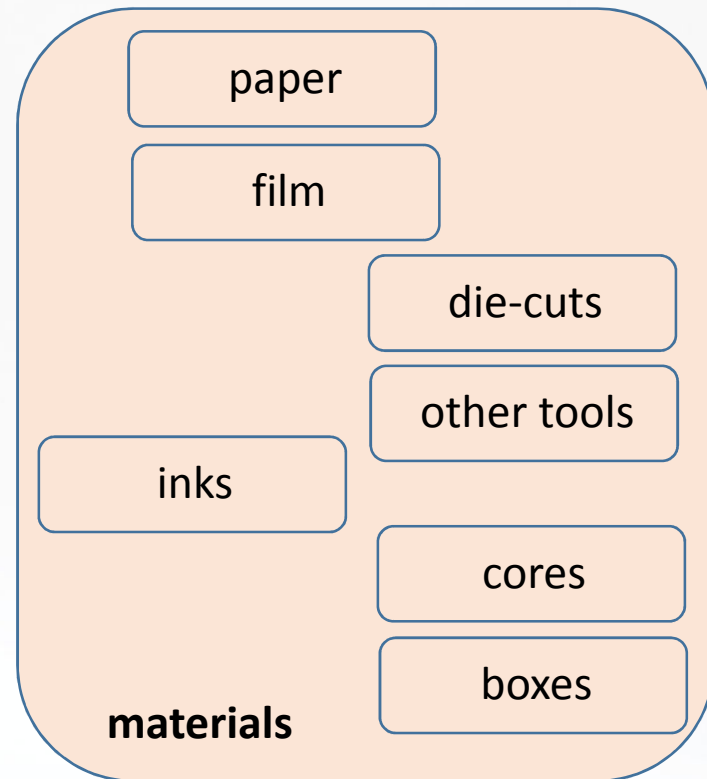 paper
film
die-cuts
other tools
inks
cores
boxes
materials